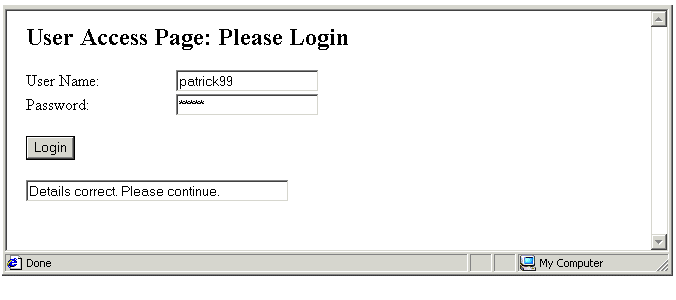 User Access Page: Please Login
User Name: patrick99
Password: *****
Login
Details correct. Please continue.
Done My Computer